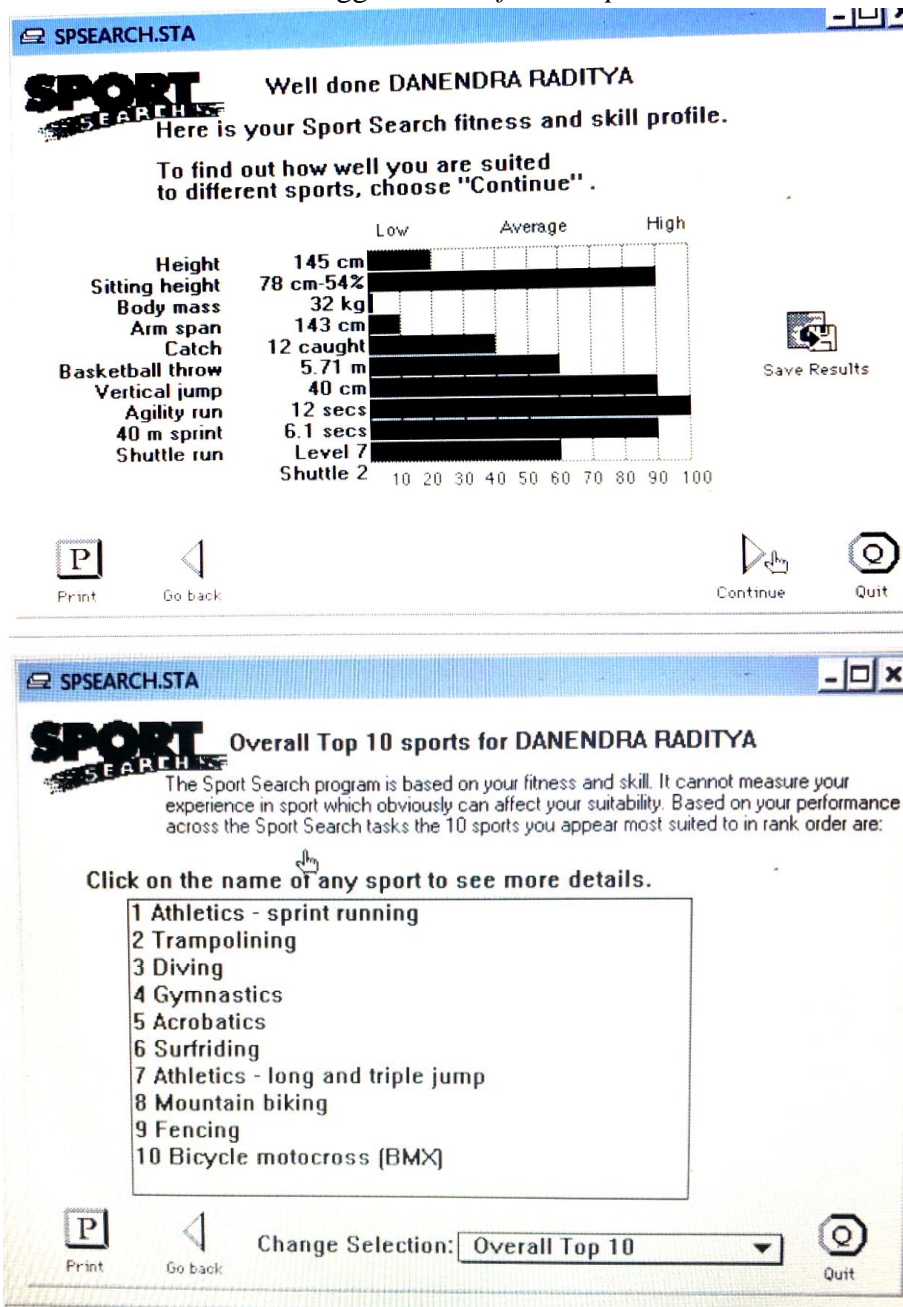 SPSEARCH.STA
SPORT
SEARCH
Well done DANENDRA RADITYA
Here is your Sport Search fitness and skill profile.
To find out how well you are suited
to different sports, choose "Continue" .
Low Average High
Height 145 cm
Sitting height 78 cm-54%
Body mass 32 kg
Arm span 143 cm
Catch 12 caught
Basketball throw 5.71 m
Vertical jump 40 cm
Agility run 12 secs
40 m sprint 6.1 secs
Shuttle run Level 7
Shuttle 2
10 20 30 40 50 60 70 80 90 100
Save Results
P
Print
Go back
Continue
Q
Quit
SPSEARCH.STA
SPORT
SEARCH
Overall Top 10 sports for DANENDRA RADITYA
The Sport Search program is based on your fitness and skill. It cannot measure your
experience in sport which obviously can affect your suitability. Based on your performance
across the Sport Search tasks the 10 sports you appear most suited to in rank order are:
Click on the name of any sport to see more details.
1 Athletics - sprint running
2 Trampolining
3 Diving
4 Gymnastics
5 Acrobatics
6 Surfriding
7 Athletics - long and triple jump
8 Mountain biking
9 Fencing
10 Bicycle motocross (BMX)
P
Print
Go back
Change Selection: Overall Top 10
Q
Quit